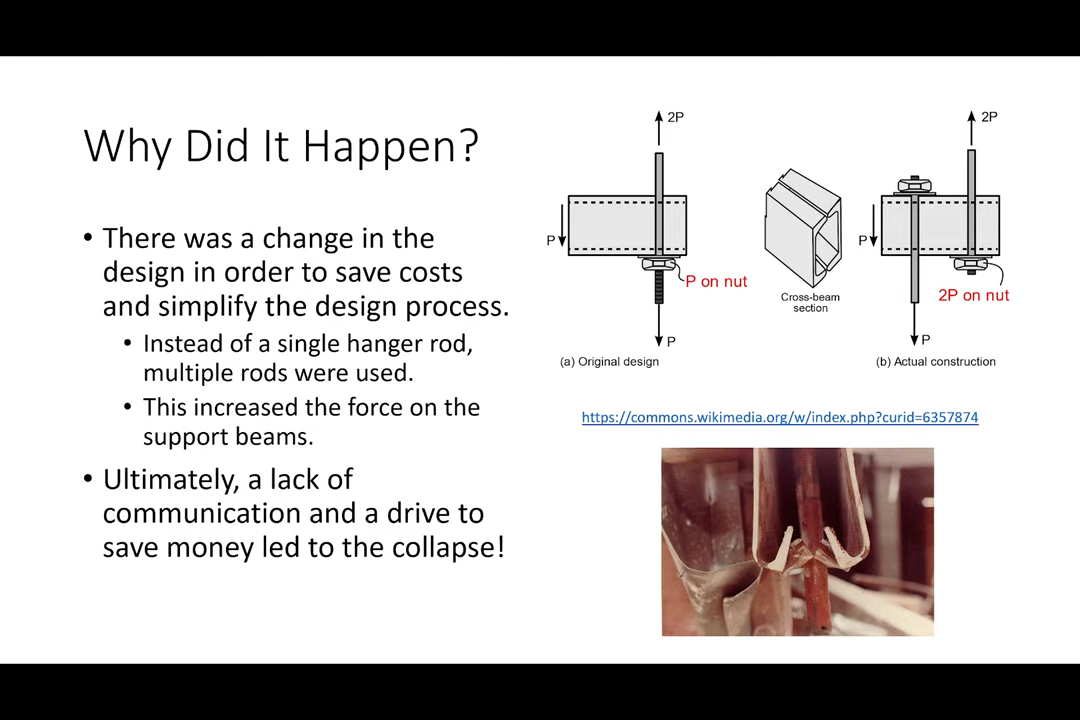 Why Did It Happen?
• There was a change in the
design in order to save costs
and simplify the design process.
• Instead of a single hanger rod,
multiple rods were used.
• This increased the force on the
support beams.
• Ultimately, a lack of
communication and a drive to
save money led to the collapse!
2P
P
P on nut
P
(a) Original design
Cross-beam
section
2P
P
2P on nut
P
(b) Actual construction
https://commons.wikimedia.org/w/index.php?curid=6357874